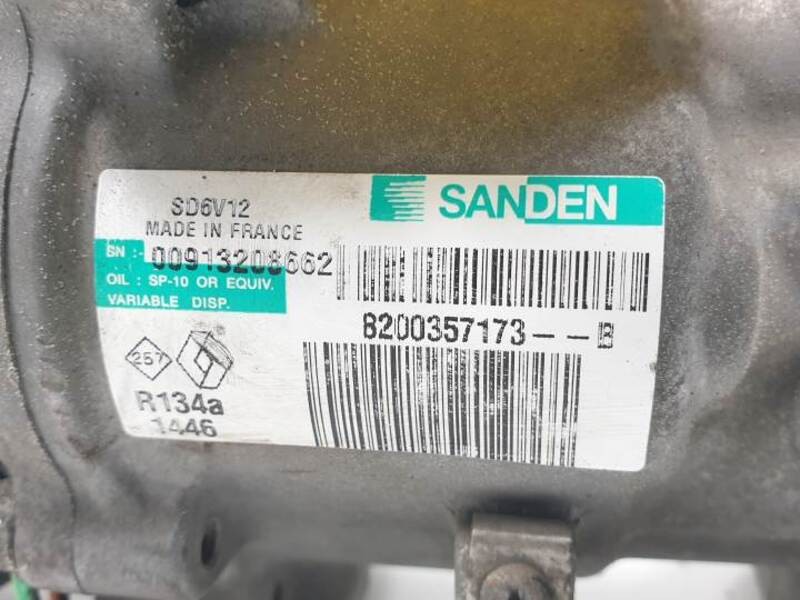 SD6V12
SANDEN
MADE IN FRANCE
SN :- 00913208662
OIL : SP-10 OR EQUIV.
VARIABLE DISP.
8200357173--B
257
R134a
1446